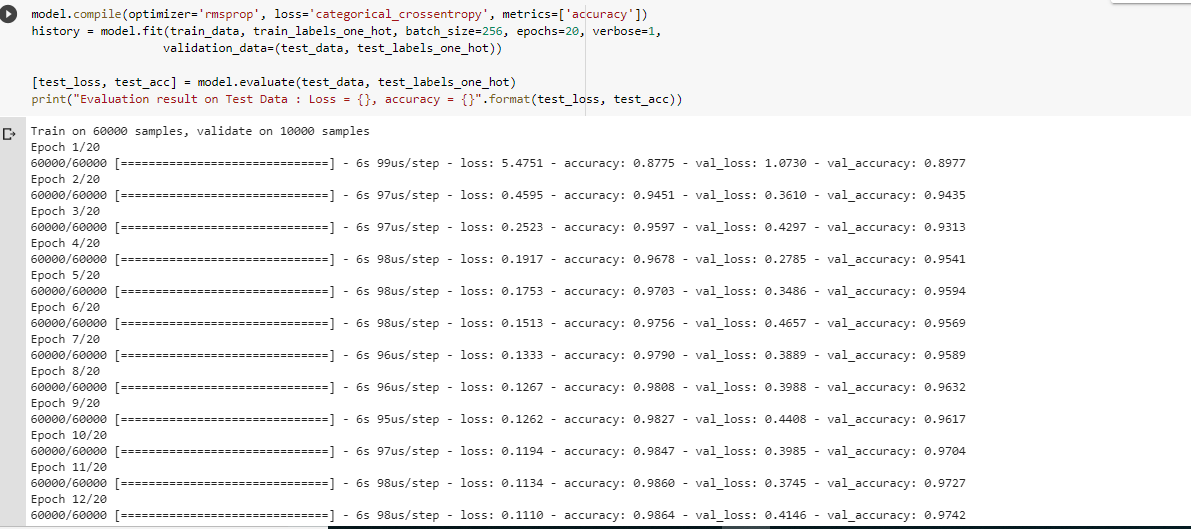 model.compile(optimizer='rmsprop', loss='categorical_crossentropy', metrics=['accuracy'])
history = model.fit(train_data, train_labels_one_hot, batch_size=256, epochs=20, verbose=1,
validation_data=(test_data, test_labels_one_hot))
[test_loss, test_acc] = model.evaluate(test_data, test_labels_one_hot)
print("Evaluation result on Test Data : Loss = {}, accuracy = {}".format(test_loss, test_acc))
Train on 60000 samples, validate on 10000 samples
Epoch 1/20
60000/60000 [==============================] - 6s 99us/step - loss: 5.4751 - accuracy: 0.8775 - val_loss: 1.0730 - val_accuracy: 0.8977
Epoch 2/20
60000/60000 [==============================] - 6s 97us/step - loss: 0.4595 - accuracy: 0.9451 - val_loss: 0.3610 - val_accuracy: 0.9435
Epoch 3/20
60000/60000 [==============================] - 6s 97us/step - loss: 0.2523 - accuracy: 0.9597 - val_loss: 0.4297 - val_accuracy: 0.9313
Epoch 4/20
60000/60000 [==============================] - 6s 98us/step - loss: 0.1917 - accuracy: 0.9678 - val_loss: 0.2785 - val_accuracy: 0.9541
Epoch 5/20
60000/60000 [==============================] - 6s 98us/step - loss: 0.1753 - accuracy: 0.9703 - val_loss: 0.3486 - val_accuracy: 0.9594
Epoch 6/20
60000/60000 [==============================] - 6s 98us/step - loss: 0.1513 - accuracy: 0.9756 - val_loss: 0.4657 - val_accuracy: 0.9569
Epoch 7/20
60000/60000 [==============================] - 6s 96us/step - loss: 0.1333 - accuracy: 0.9790 - val_loss: 0.3889 - val_accuracy: 0.9589
Epoch 8/20
60000/60000 [==============================] - 6s 96us/step - loss: 0.1267 - accuracy: 0.9808 - val_loss: 0.3988 - val_accuracy: 0.9632
Epoch 9/20
60000/60000 [==============================] - 6s 95us/step - loss: 0.1262 - accuracy: 0.9827 - val_loss: 0.4408 - val_accuracy: 0.9617
Epoch 10/20
60000/60000 [==============================] - 6s 97us/step - loss: 0.1194 - accuracy: 0.9847 - val_loss: 0.3985 - val_accuracy: 0.9704
Epoch 11/20
60000/60000 [==============================] - 6s 98us/step - loss: 0.1134 - accuracy: 0.9860 - val_loss: 0.3745 - val_accuracy: 0.9727
Epoch 12/20
60000/60000 [==============================] - 6s 98us/step - loss: 0.1110 - accuracy: 0.9864 - val_loss: 0.4146 - val_accuracy: 0.9742